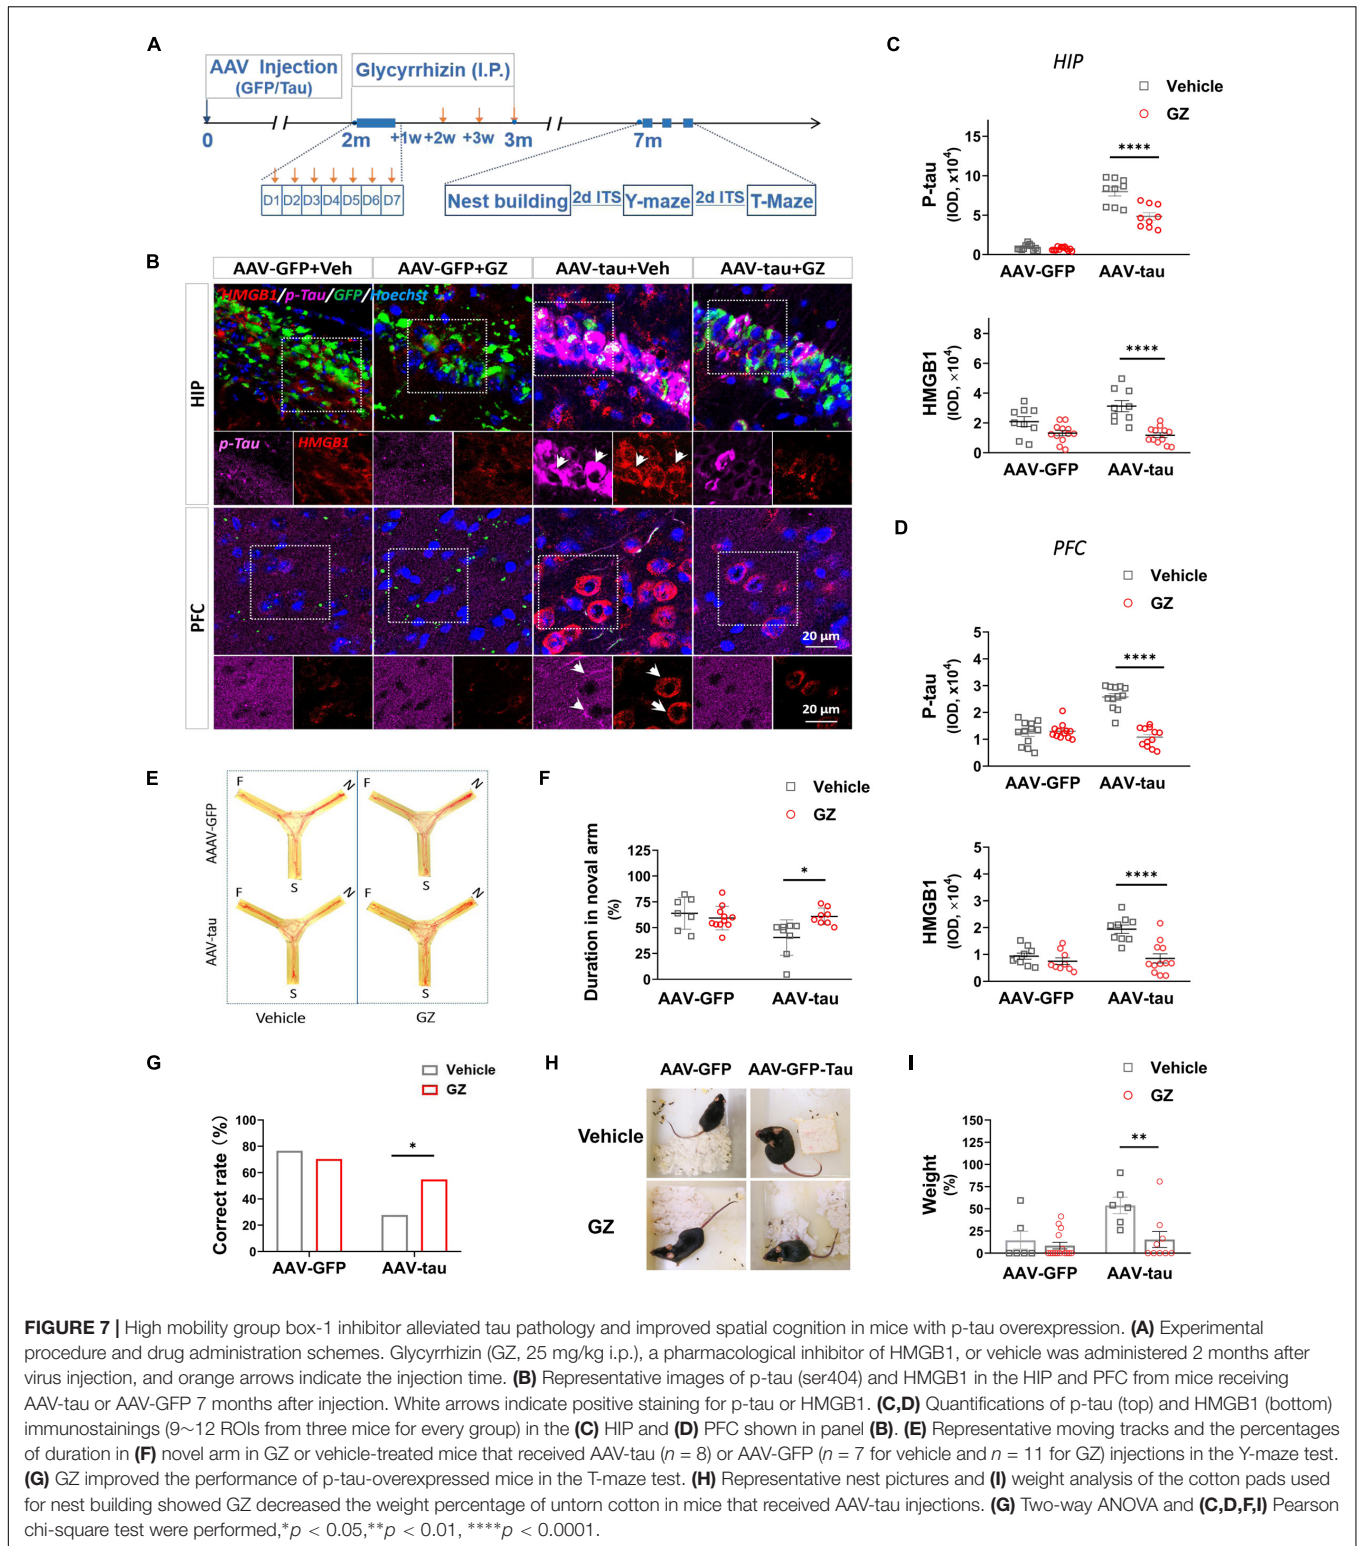 A
AAV Injection
(GFP/Tau)
Glycyrrhizin (I.P.)
0
2m
+1w
+2w
+3w
3m
7m
D1 D2 D3 D4 D5 D6 D7
Nest building 2d ITS Y-maze 2d ITS T-Maze
B
AAV-GFP+Veh AAV-GFP+GZ AAV-tau+Veh AAV-tau+GZ
HMGB1/p-Tau/GFP/Hoechst
HIP
p-Tau HMGB1
PFC
20 µm
20 µm
C
HIP
Vehicle
GZ
P-tau
(IOD, x10⁴)
15
10
5
0
****
AAV-GFP AAV-tau
HMGB1
(IOD, ×10⁴)
8
6
4
2
0
****
AAV-GFP AAV-tau
D
PFC
Vehicle
GZ
P-tau
(IOD, x10⁴)
5
4
3
2
1
0
****
AAV-GFP AAV-tau
HMGB1
(IOD, ×10⁴)
5
4
3
2
1
0
****
AAV-GFP AAV-tau
E
AAAV-GFP
F N S
F N S
AAV-tau
F N S
F N S
Vehicle GZ
F
Vehicle
GZ
Duration in noval arm
(%)
125
100
75
50
25
0
*
AAV-GFP AAV-tau
G
Vehicle
GZ
Correct rate (%)
100
80
60
40
20
0
*
AAV-GFP AAV-tau
H
AAV-GFP AAV-GFP-Tau
Vehicle
GZ
I
Vehicle
GZ
Weight
(%)
150
125
100
75
50
25
0
**
AAV-GFP AAV-tau
FIGURE 7 | High mobility group box-1 inhibitor alleviated tau pathology and improved spatial cognition in mice with p-tau overexpression. (A) Experimental
procedure and drug administration schemes. Glycyrrhizin (GZ, 25 mg/kg i.p.), a pharmacological inhibitor of HMGB1, or vehicle was administered 2 months after
virus injection, and orange arrows indicate the injection time. (B) Representative images of p-tau (ser404) and HMGB1 in the HIP and PFC from mice receiving
AAV-tau or AAV-GFP 7 months after injection. White arrows indicate positive staining for p-tau or HMGB1. (C,D) Quantifications of p-tau (top) and HMGB1 (bottom)
immunostainings (9∼12 ROIs from three mice for every group) in the (C) HIP and (D) PFC shown in panel (B). (E) Representative moving tracks and the percentages
of duration in (F) novel arm in GZ or vehicle-treated mice that received AAV-tau (n = 8) or AAV-GFP (n = 7 for vehicle and n = 11 for GZ) injections in the Y-maze test.
(G) GZ improved the performance of p-tau-overexpressed mice in the T-maze test. (H) Representative nest pictures and (I) weight analysis of the cotton pads used
for nest building showed GZ decreased the weight percentage of untorn cotton in mice that received AAV-tau injections. (G) Two-way ANOVA and (C,D,F,I) Pearson
chi-square test were performed,*p < 0.05,**p < 0.01, ****p < 0.0001.